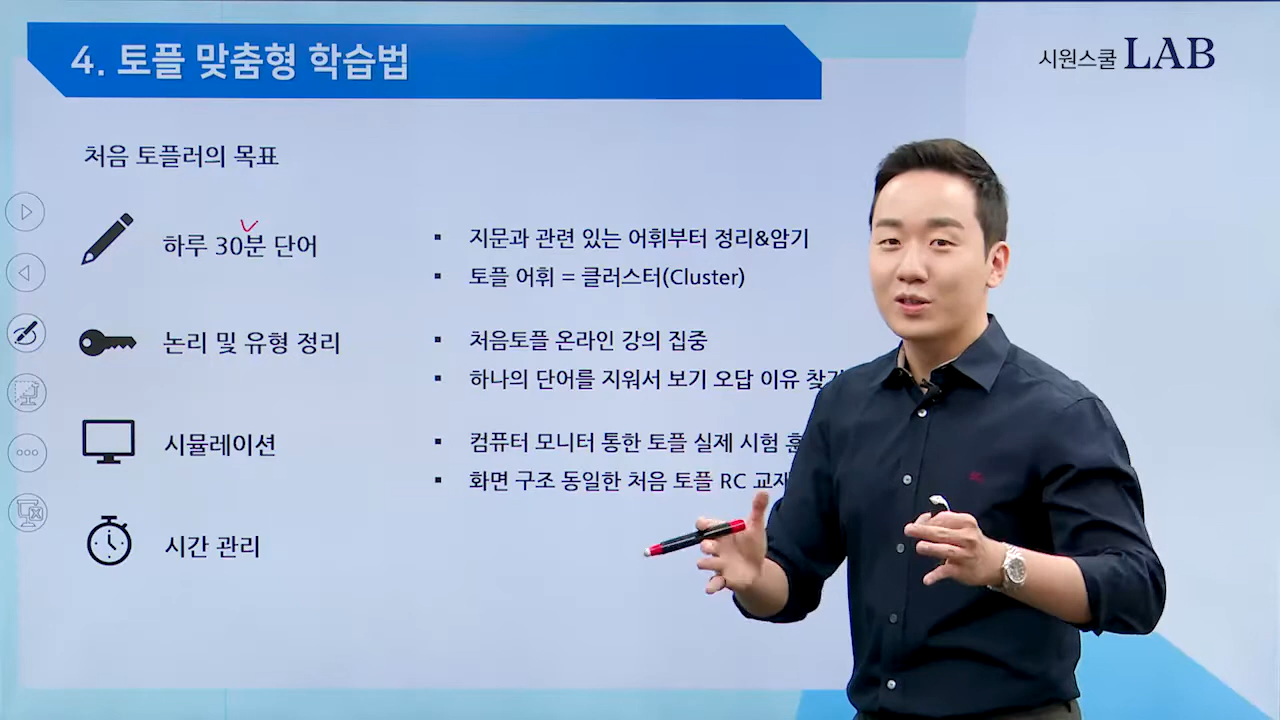 4. 토플 맞춤형 학습법
시원스쿨 LAB
처음 토플러의 목표
하루 30분 단어
지문과 관련 있는 어휘부터 정리&암기
토플 어휘 = 클러스터(Cluster)
논리 및 유형 정리
처음토플 온라인 강의 집중
하나의 단어를 지워서 보기 오답 이유
시뮬레이션
컴퓨터 모니터 통한 토플 실제 시험
화면 구조 동일한 처음 토플 RC
시간 관리